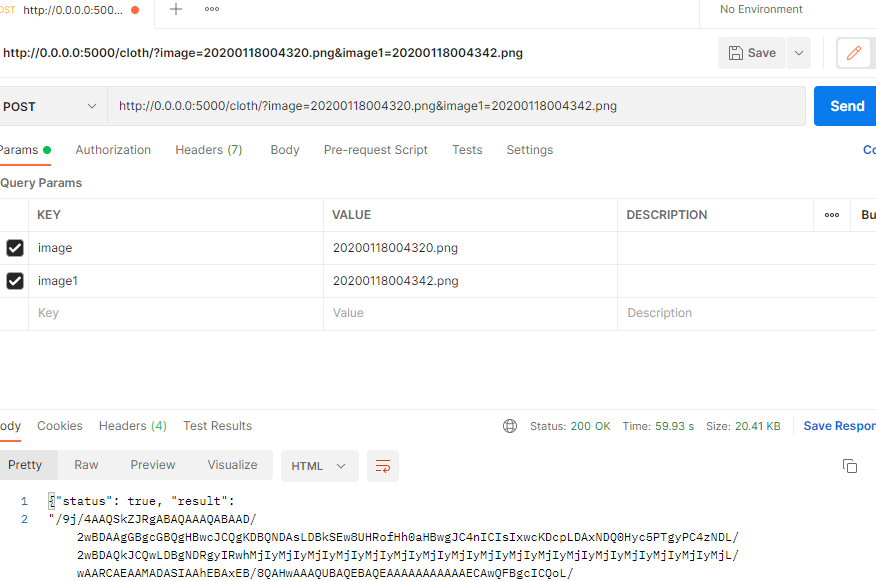 OST http://0.0.0.0:500...
No Environment
http://0.0.0.0:5000/cloth/?image=20200118004320.png&image1=20200118004342.png
Save
POST http://0.0.0.0:5000/cloth/?image=20200118004320.png&image1=20200118004342.png Send
Params Authorization Headers (7) Body Pre-request Script Tests Settings Co
Query Params
KEY VALUE DESCRIPTION Bu
image 20200118004320.png
image1 20200118004342.png
Key Value Description
ody Cookies Headers (4) Test Results Status: 200 OK Time: 59.93 s Size: 20.41 KB Save Respon
Pretty Raw Preview Visualize HTML
1 {"status": true, "result":
2 "/9j/4AAQSkZJRgABAQAAAQABAAD/
2wBDAAgGBgcGBQgHBwcJCQgKDBQNDAsLDBkSEw8UHRofHh0aHBwgJC4nICIsIxwcKDcpLDAxNDQ0Hyc5PTgyPC4zNDL/
2wBDAQkJCQwLDBgNDRgyIRwhMjIyMjIyMjIyMjIyMjIyMjIyMjIyMjIyMjIyMjIyMjIyMjIyMjIyMjIyMjIyMjIyMjL/
wAARCAEAAMADASIAAhEBAxEB/8QAHwAAAQUBAQEBAQEAAAAAAAAAAAECAwQFBgcICQoL/